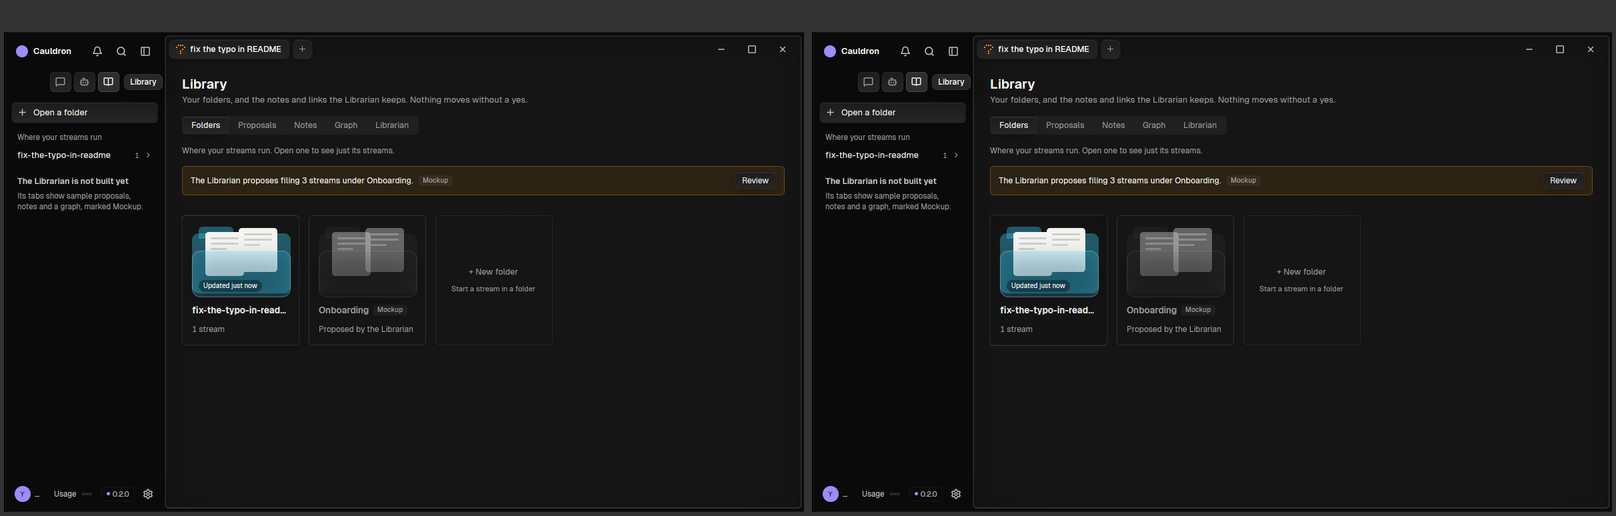 Cauldron
Library
+ Open a folder
Where your streams run
fix-the-typo-in-readme 1
The Librarian is not built yet
Its tabs show sample proposals,
notes and a graph, marked Mockup.
Y ... Usage 0.2.0
fix the typo in README +
Library
Your folders, and the notes and links the Librarian keeps. Nothing moves without a yes.
Folders Proposals Notes Graph Librarian
Where your streams run. Open one to see just its streams.
The Librarian proposes filing 3 streams under Onboarding. Mockup Review
Updated just now
fix-the-typo-in-read...
1 stream
Onboarding Mockup
Proposed by the Librarian
+ New folder
Start a stream in a folder
Cauldron
Library
+ Open a folder
Where your streams run
fix-the-typo-in-readme 1
The Librarian is not built yet
Its tabs show sample proposals,
notes and a graph, marked Mockup.
Y ... Usage 0.2.0
fix the typo in README +
Library
Your folders, and the notes and links the Librarian keeps. Nothing moves without a yes.
Folders Proposals Notes Graph Librarian
Where your streams run. Open one to see just its streams.
The Librarian proposes filing 3 streams under Onboarding. Mockup Review
Updated just now
fix-the-typo-in-read...
1 stream
Onboarding Mockup
Proposed by the Librarian
+ New folder
Start a stream in a folder